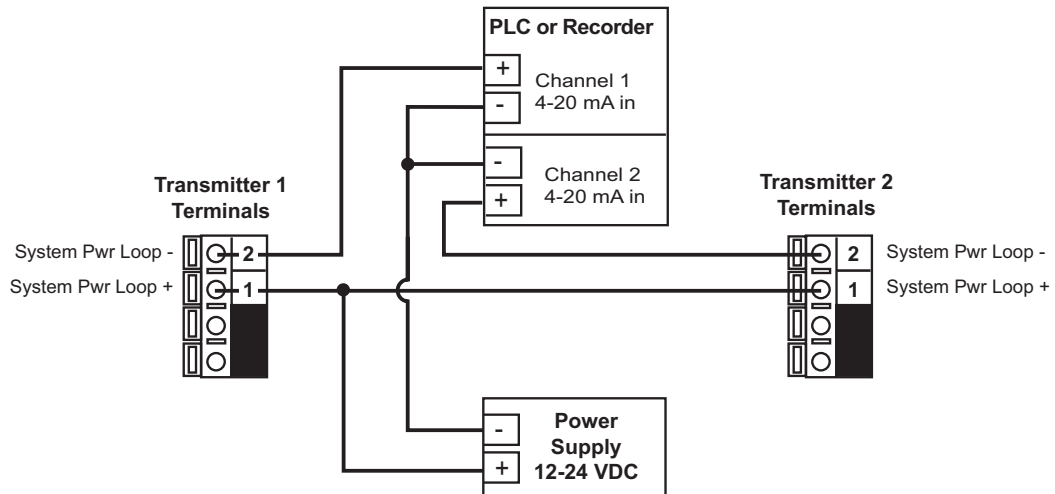 PLC or Recorder
+
Channel 1
4-20 mA in
-
-
Channel 2
4-20 mA in
+
Transmitter 1
Terminals
System Pwr Loop -
2
System Pwr Loop +
1
Transmitter 2
Terminals
2
System Pwr Loop -
1
System Pwr Loop +
-
+
Power
Supply
12-24 VDC